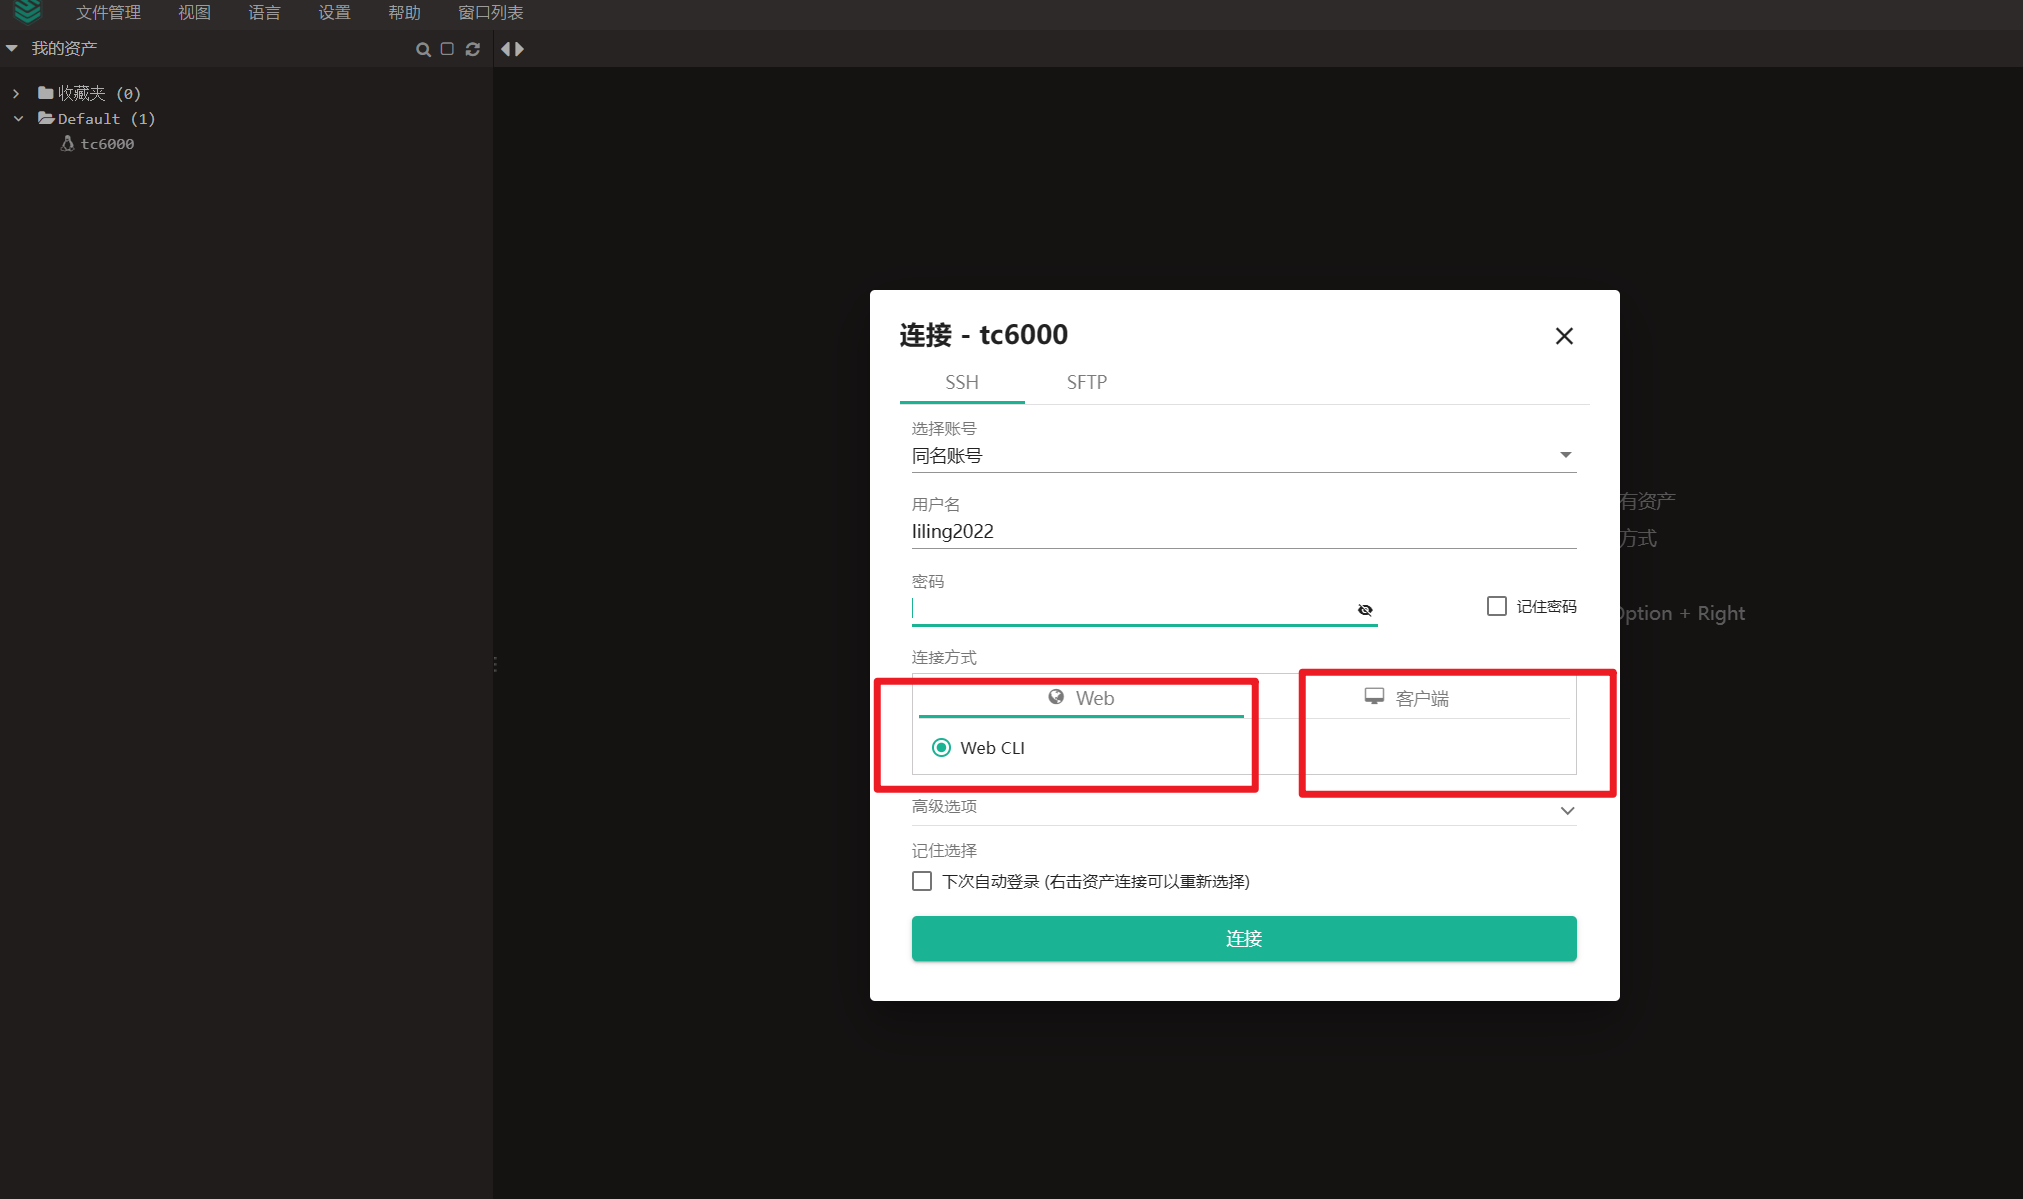 文件管理 视图 语言 设置 帮助 窗口列表
我的资产
收藏夹 (0)
Default (1)
tc6000
连接 - tc6000
SSH SFTP
选择账号
同名账号
用户名
liling2022
有资产
方式
密码
记住密码
Option + Right
连接方式
Web 客户端
Web CLI
高级选项
记住选择
下次自动登录 (右击资产连接可以重新选择)
连接